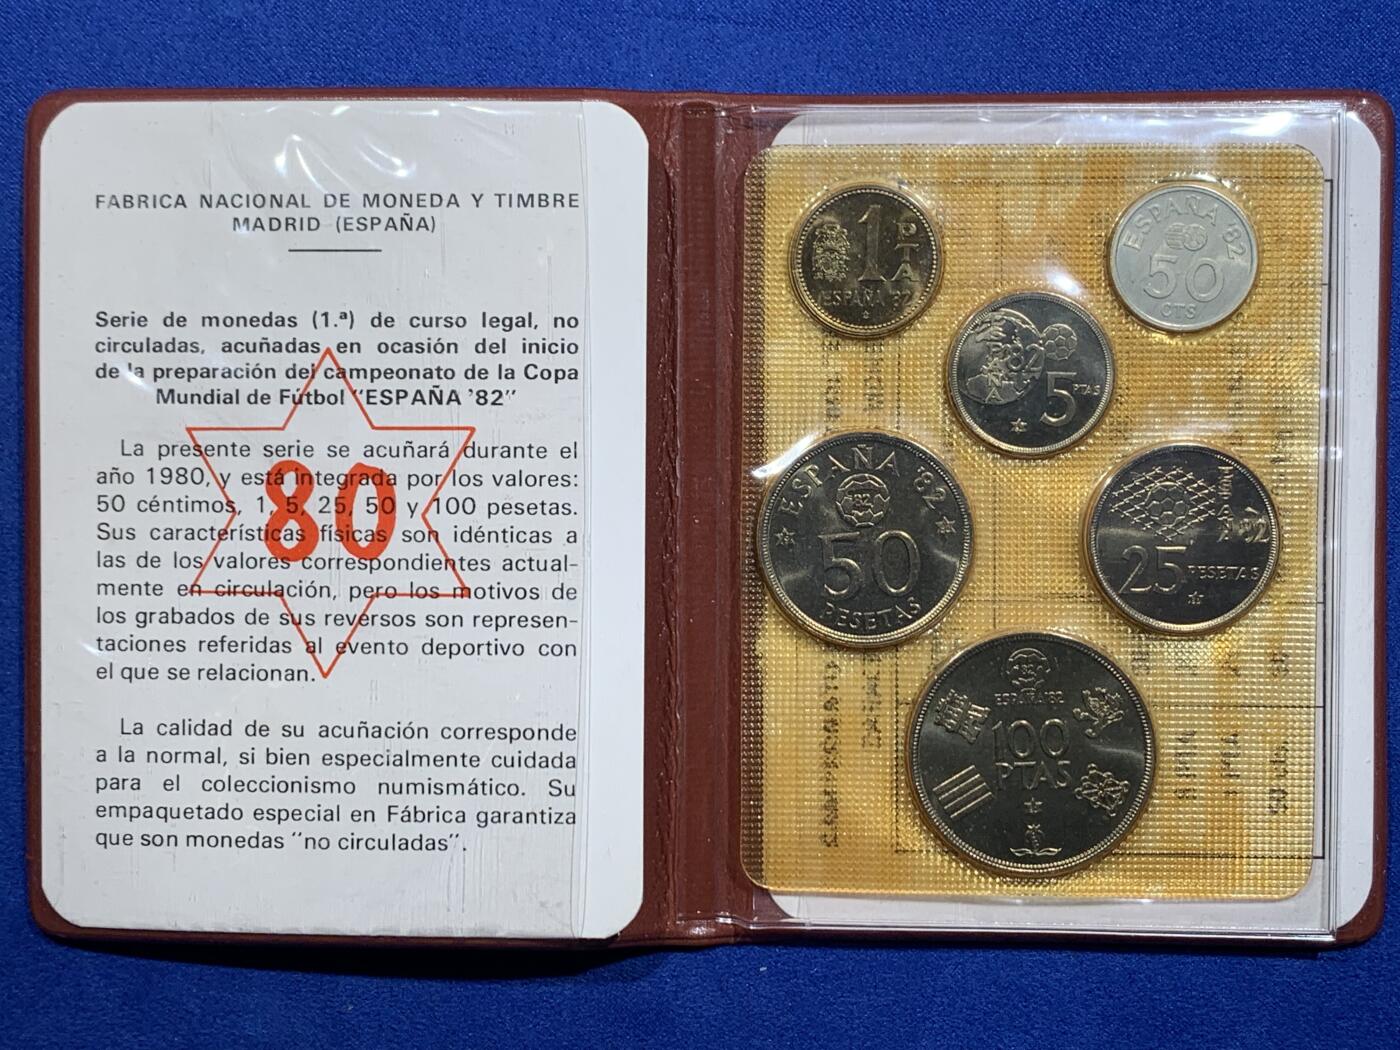 FABRICA NACIONAL DE MONEDA Y TIMBRE
MADRID (ESPAÑA)
Serie de monedas (1.ª) de curso legal, no
circuladas, acuñadas en ocasión del inicio
de la preparación del campeonato de la Copa
Mundial de Fútbol "ESPAÑA '82"
La presente serie se acuñará durante el
año 1980, y está integrada por los valores:
50 céntimos, 1, 5, 25, 50 y 100 pesetas.
Sus características físicas son idénticas a
las de los valores correspondientes actual-
mente en circulación, pero los motivos de
los grabados de sus reversos son represen-
taciones referidas al evento deportivo con
el que se relacionan.
80
La calidad de su acuñación corresponde
a la normal, si bien especialmente cuidada
para el coleccionismo numismático. Su
empaquetado especial en Fábrica garantiza
que son monedas "no circuladas".
1 PTA
ESPAÑA '82
ESPAÑA '82
50
CTS
82
5 PTAS
ESPAÑA '82
82
50
PESETAS
ESPAÑA 82
25 PESETAS
ESPAÑA 82
100
PTAS
50 cts.